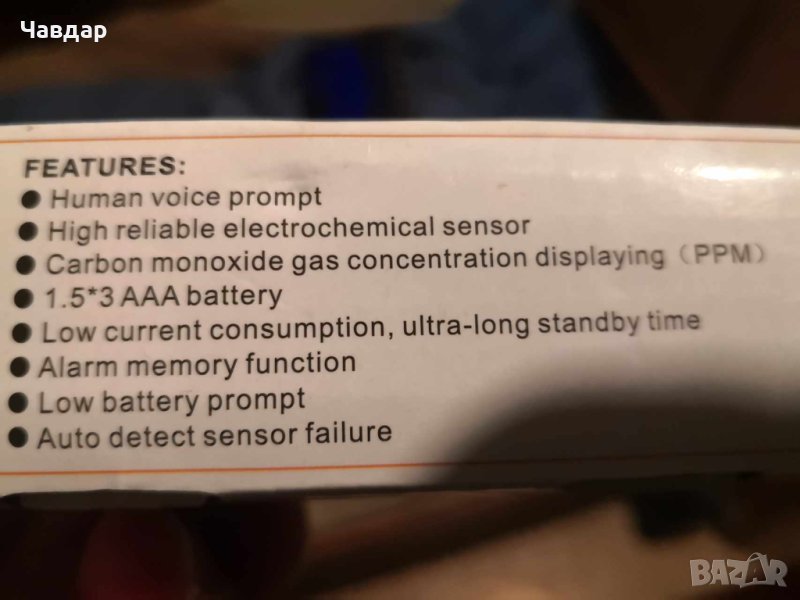 Чавдар
FEATURES:
● Human voice prompt
● High reliable electrochemical sensor
● Carbon monoxide gas concentration displaying（PPM）
● 1.5*3 AAA battery
● Low current consumption, ultra-long standby time
● Alarm memory function
● Low battery prompt
● Auto detect sensor failure
BAZAR